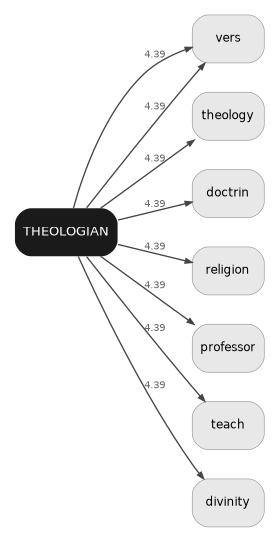 THEOLOGIAN
4.39
4.39
4.39
4.39
4.39
4.39
4.39
4.39
vers
theology
doctrin
religion
professor
teach
divinity